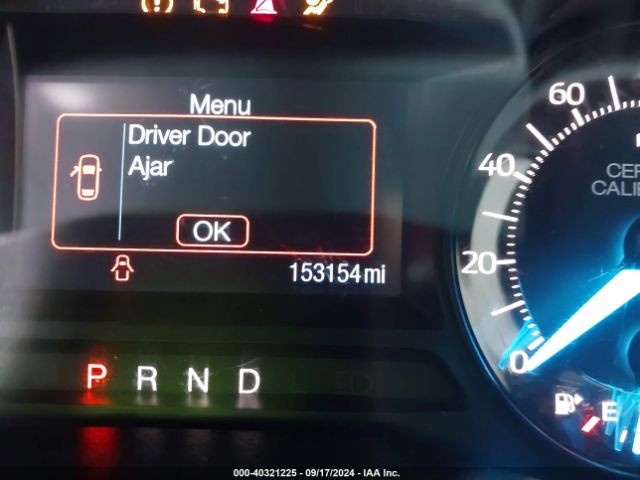 Menu
Driver Door
Ajar
OK
153154 mi
P R N D
60
40
20
0
E
000-40321225 - 09/17/2024 - IAA Inc.